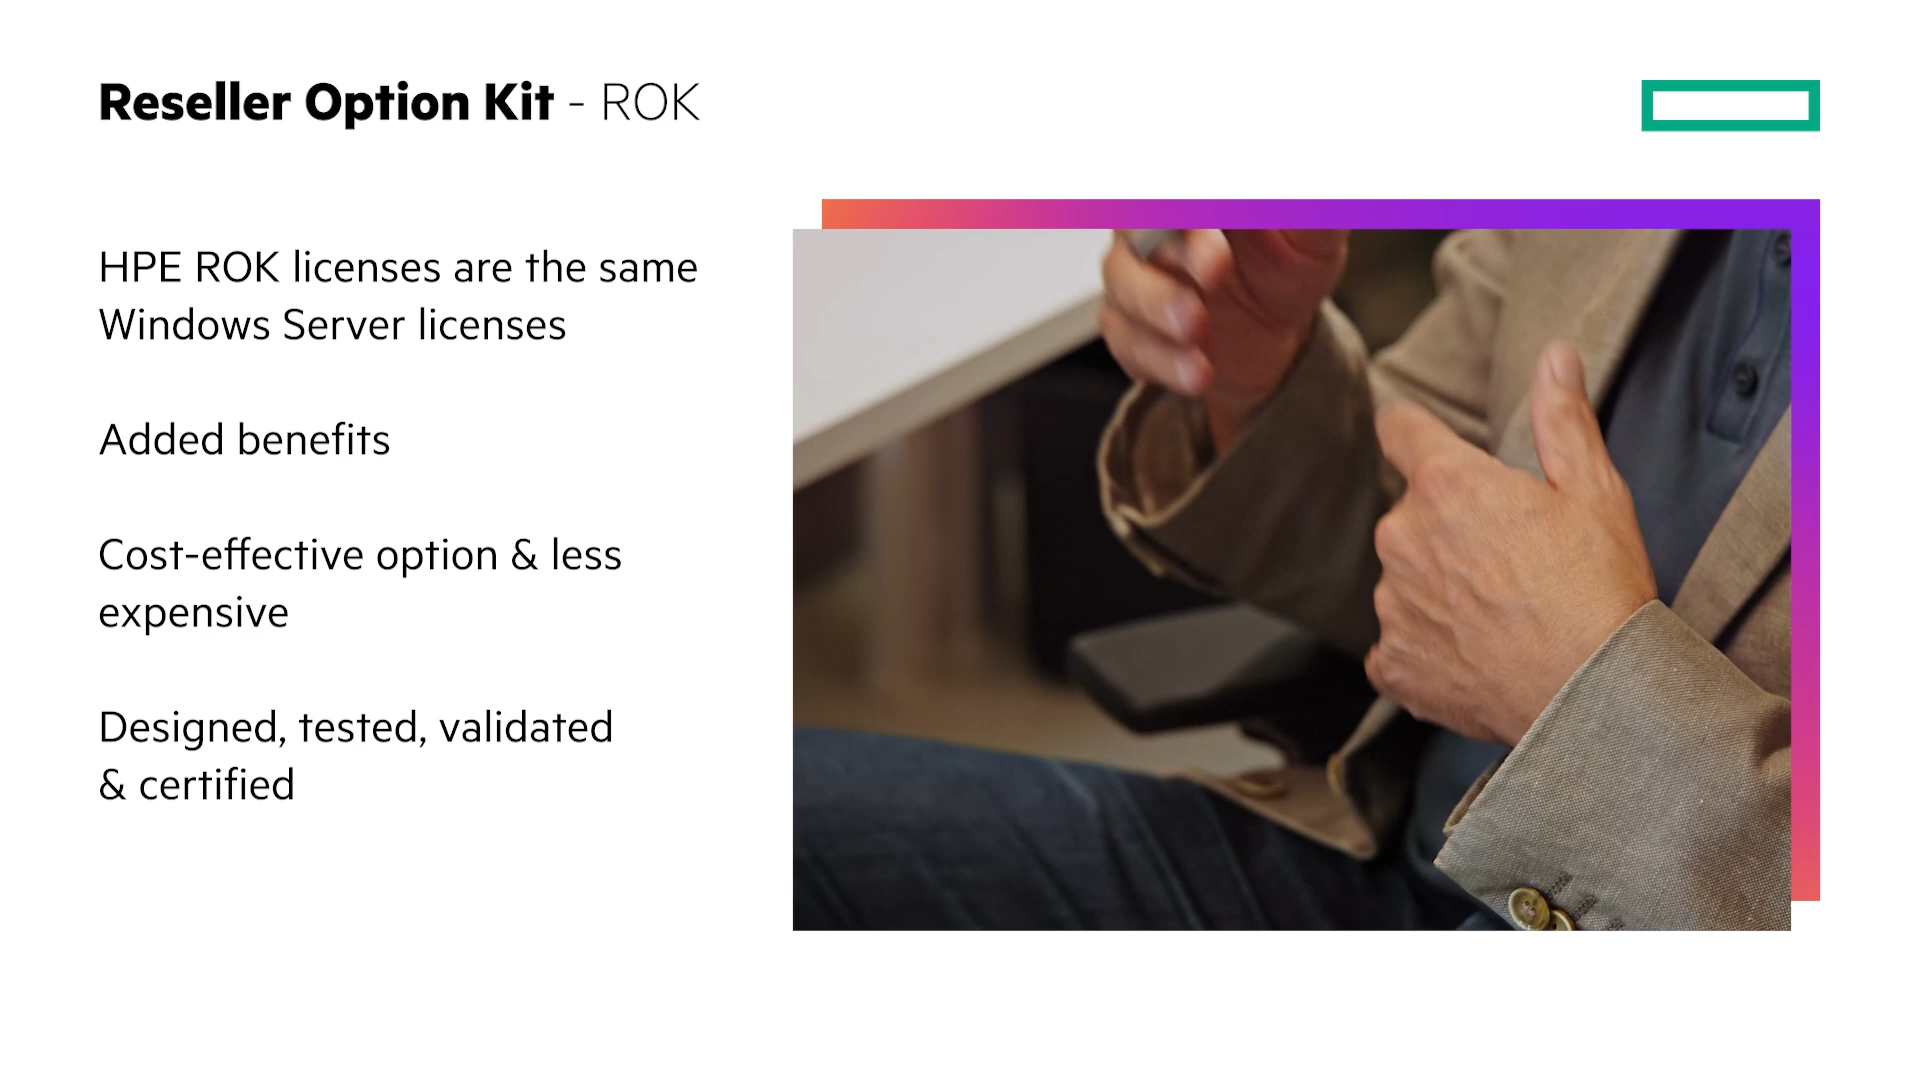 Reseller Option Kit - ROK
HPE ROK licenses are the same
Windows Server licenses
Added benefits
Cost-effective option & less
expensive
Designed, tested, validated
& certified